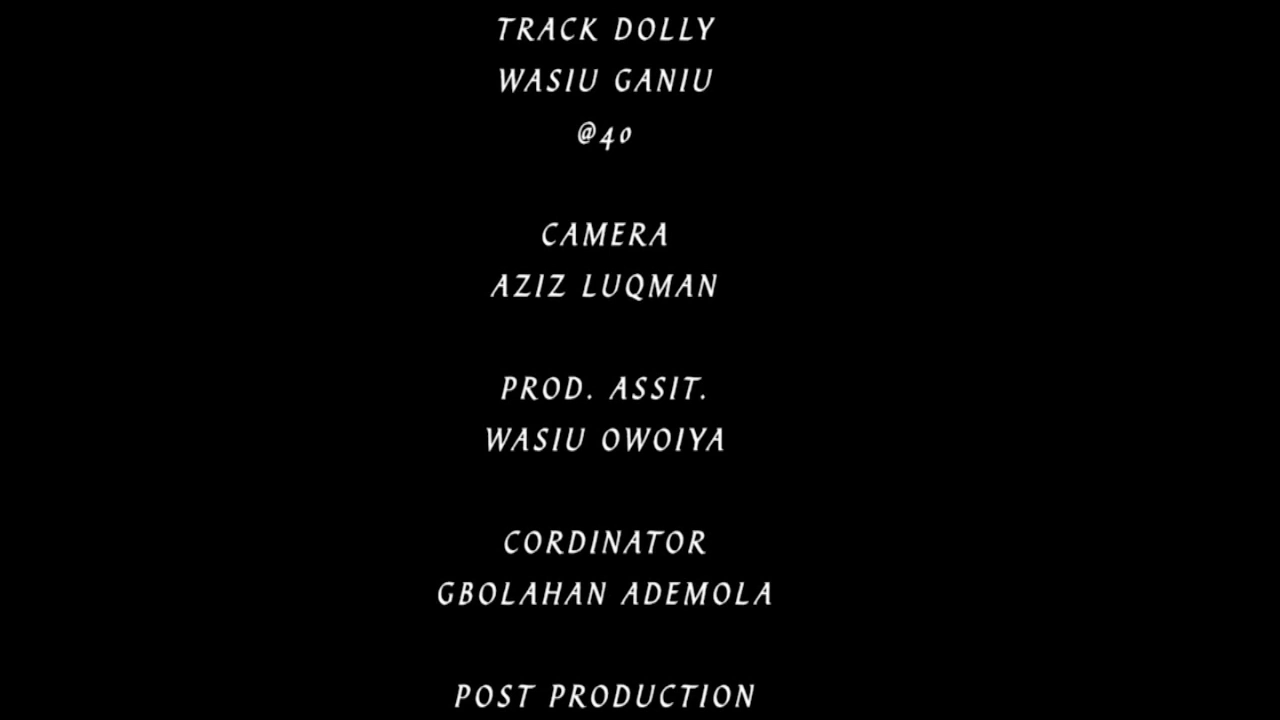 TRACK DOLLY
WASIU GANIU
@40
CAMERA
AZIZ LUQMAN
PROD. ASSIT.
WASIU OWOIYA
CORDINATOR
GBOLAHAN ADEMOLA
POST PRODUCTION